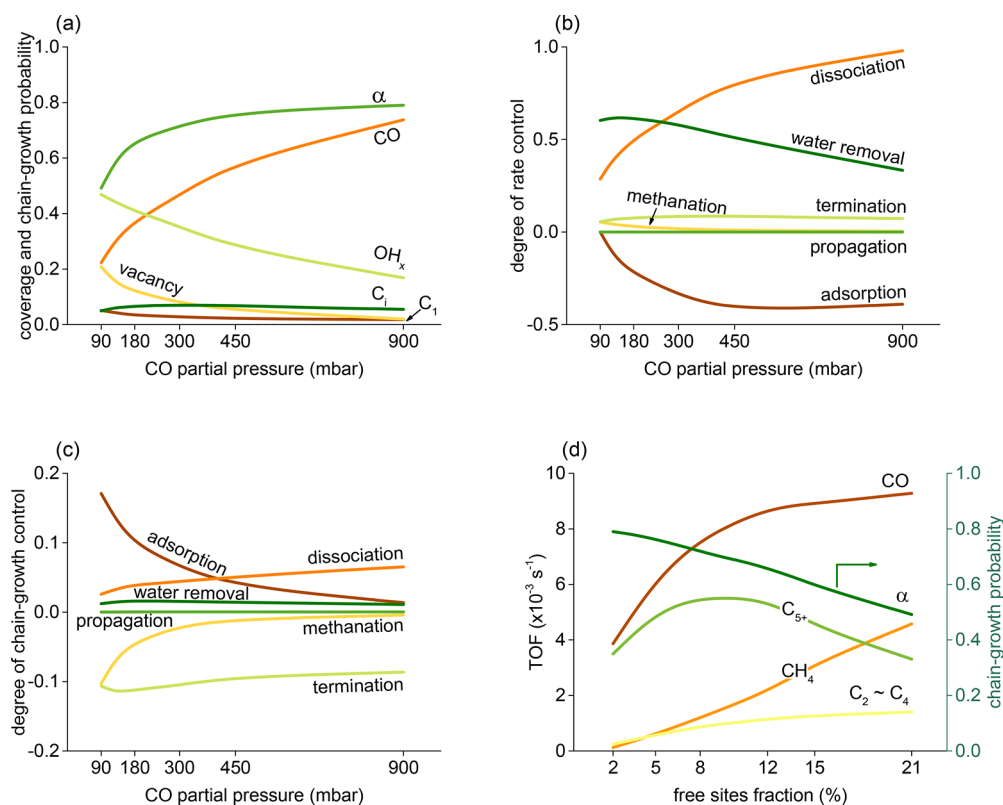 (a)
coverage and chain-growth probability
1.0
0.8
0.6
0.4
0.2
0.0
α
CO
OHx
vacancy
Ci
C1
90 180 300 450 900
CO partial pressure (mbar)
(b)
degree of rate control
1.0
0.5
0.0
-0.5
dissociation
water removal
methanation
termination
propagation
adsorption
90 180 300 450 900
CO partial pressure (mbar)
(c)
degree of chain-growth control
0.2
0.1
0.0
-0.1
-0.2
adsorption
dissociation
water removal
propagation
methanation
termination
90 180 300 450 900
CO partial pressure (mbar)
(d)
TOF (x10-3 s-1)
10
8
6
4
2
0
CO
α
C5+
CH4
C2 ~ C4
1.0
0.8
0.6
0.4
0.2
0.0
chain-growth probability
2 5 8 12 15 21
free sites fraction (%)